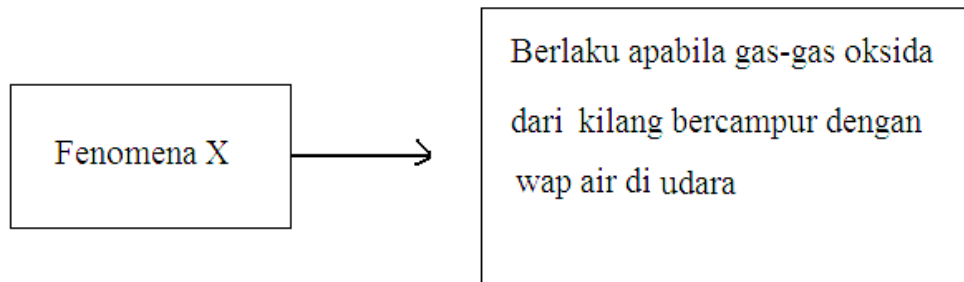 Fenomena X
Berlaku apabila gas-gas oksida
dari kilang bercampur dengan
wap air di udara